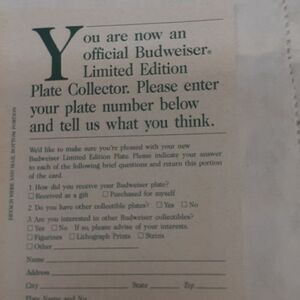 You are now an
official Budweiser®
Limited Edition
Plate Collector. Please enter
your plate number below
and tell us what you think.
We'd like to make sure you're pleased with your new
Budweiser Limited Edition Plate. Please indicate your answer
to each of the following brief questions and return this portion
of the card.
1. How did you receive your Budweiser plate?
☐ Received as a gift ☐ Purchased for myself
2. Do you have other collectible plates? ☐ Yes ☐ No
3. Are you interested in other Budweiser collectibles?
☐ Yes ☐ No If so, please advise of your interests.
☐ Figurines ☐ Lithograph Prints ☐ Steins
☐ Other
Name
Address
City State Zip
Plate Name and No.
DETACH HERE AND MAIL BOTTOM PORTION